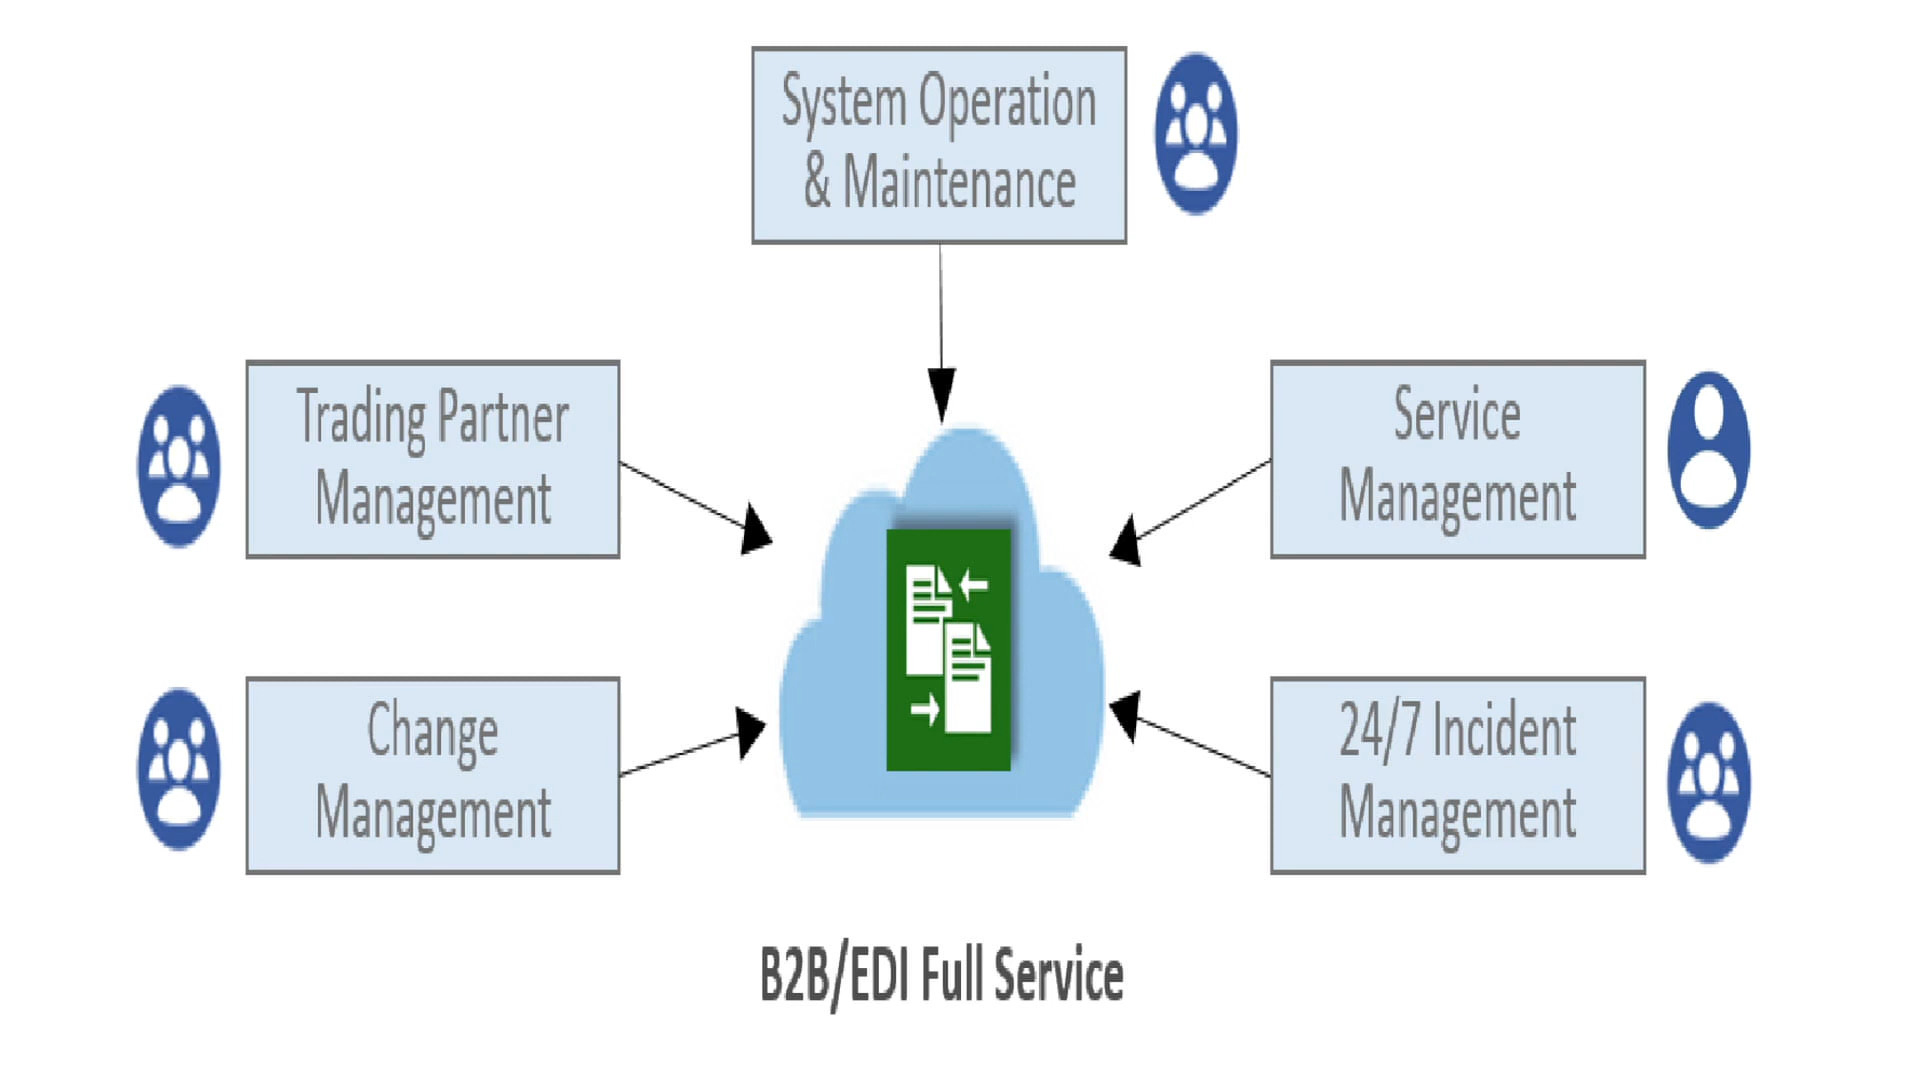 System Operation
& Maintenance
Trading Partner
Management
Service
Management
Change
Management
24/7 Incident
Management
B2B/EDI Full Service